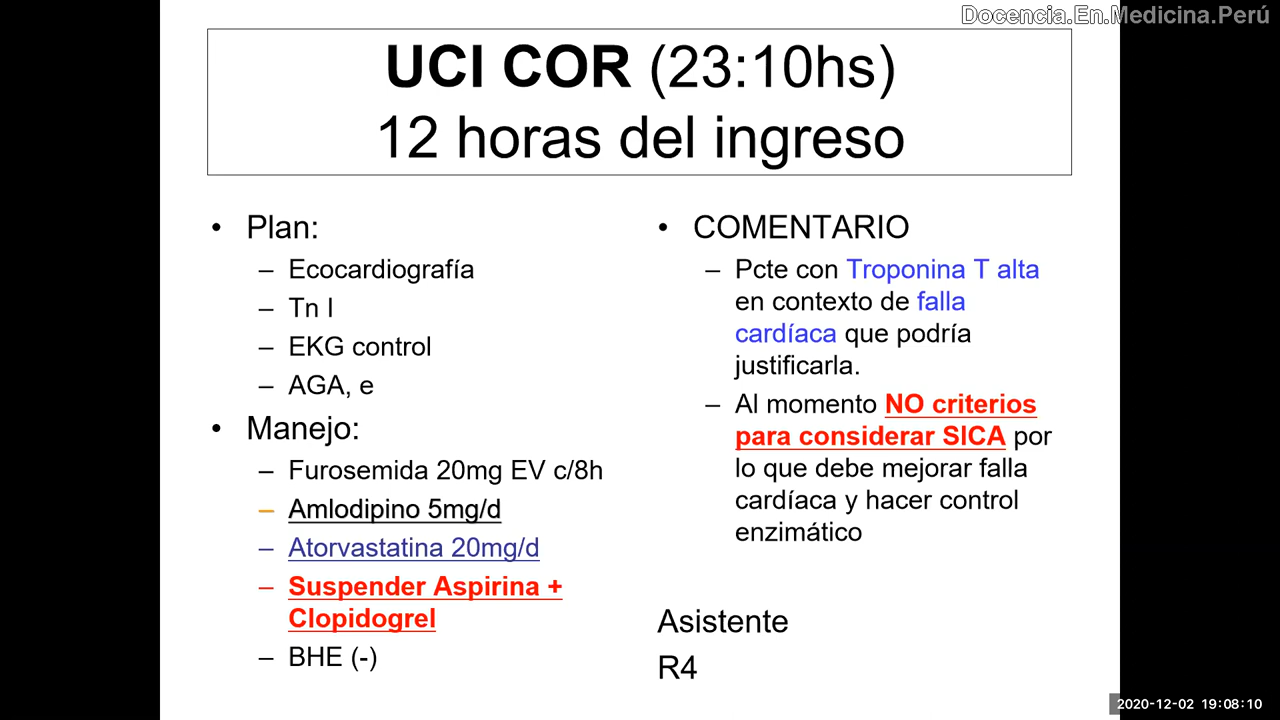 Docencia.En.Medicina.Perú
UCI COR (23:10hs)
12 horas del ingreso
• Plan:
– Ecocardiografía
– Tn I
– EKG control
– AGA, e
• Manejo:
– Furosemida 20mg EV c/8h
– Amlodipino 5mg/d
– Atorvastatina 20mg/d
– Suspender Aspirina +
Clopidogrel
– BHE (-)
• COMENTARIO
– Pcte con Troponina T alta
en contexto de falla
cardíaca que podría
justificarla.
– Al momento NO criterios
para considerar SICA por
lo que debe mejorar falla
cardíaca y hacer control
enzimático
Asistente
R4
2020-12-02 19:08:10